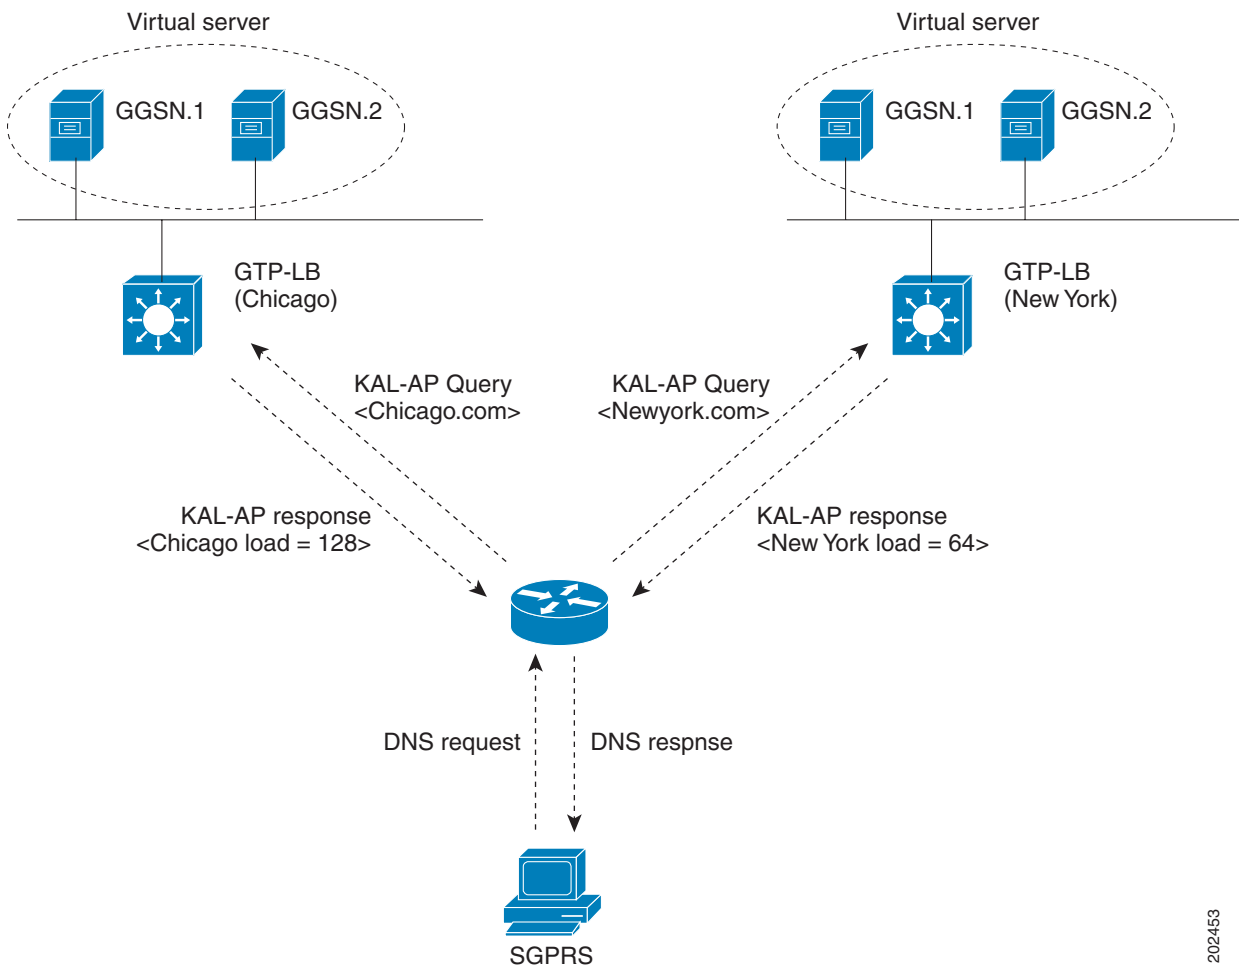 Virtual server
Virtual server
GGSN.1
GGSN.2
GGSN.1
GGSN.2
GTP-LB
(Chicago)
GTP-LB
(New York)
KAL-AP Query
<Chicago.com>
KAL-AP Query
<Newyork.com>
KAL-AP response
<Chicago load = 128>
KAL-AP response
<New York load = 64>
DNS request
DNS respnse
SGPRS
202453